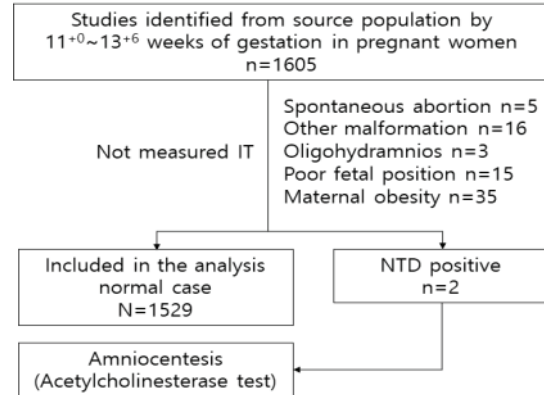 Studies identified from source population by
11⁺⁰~13⁺⁶ weeks of gestation in pregnant women
n=1605
Not measured IT
Spontaneous abortion n=5
Other malformation n=16
Oligohydramnios n=3
Poor fetal position n=15
Maternal obesity n=35
Included in the analysis
normal case
N=1529
NTD positive
n=2
Amniocentesis
(Acetylcholinesterase test)